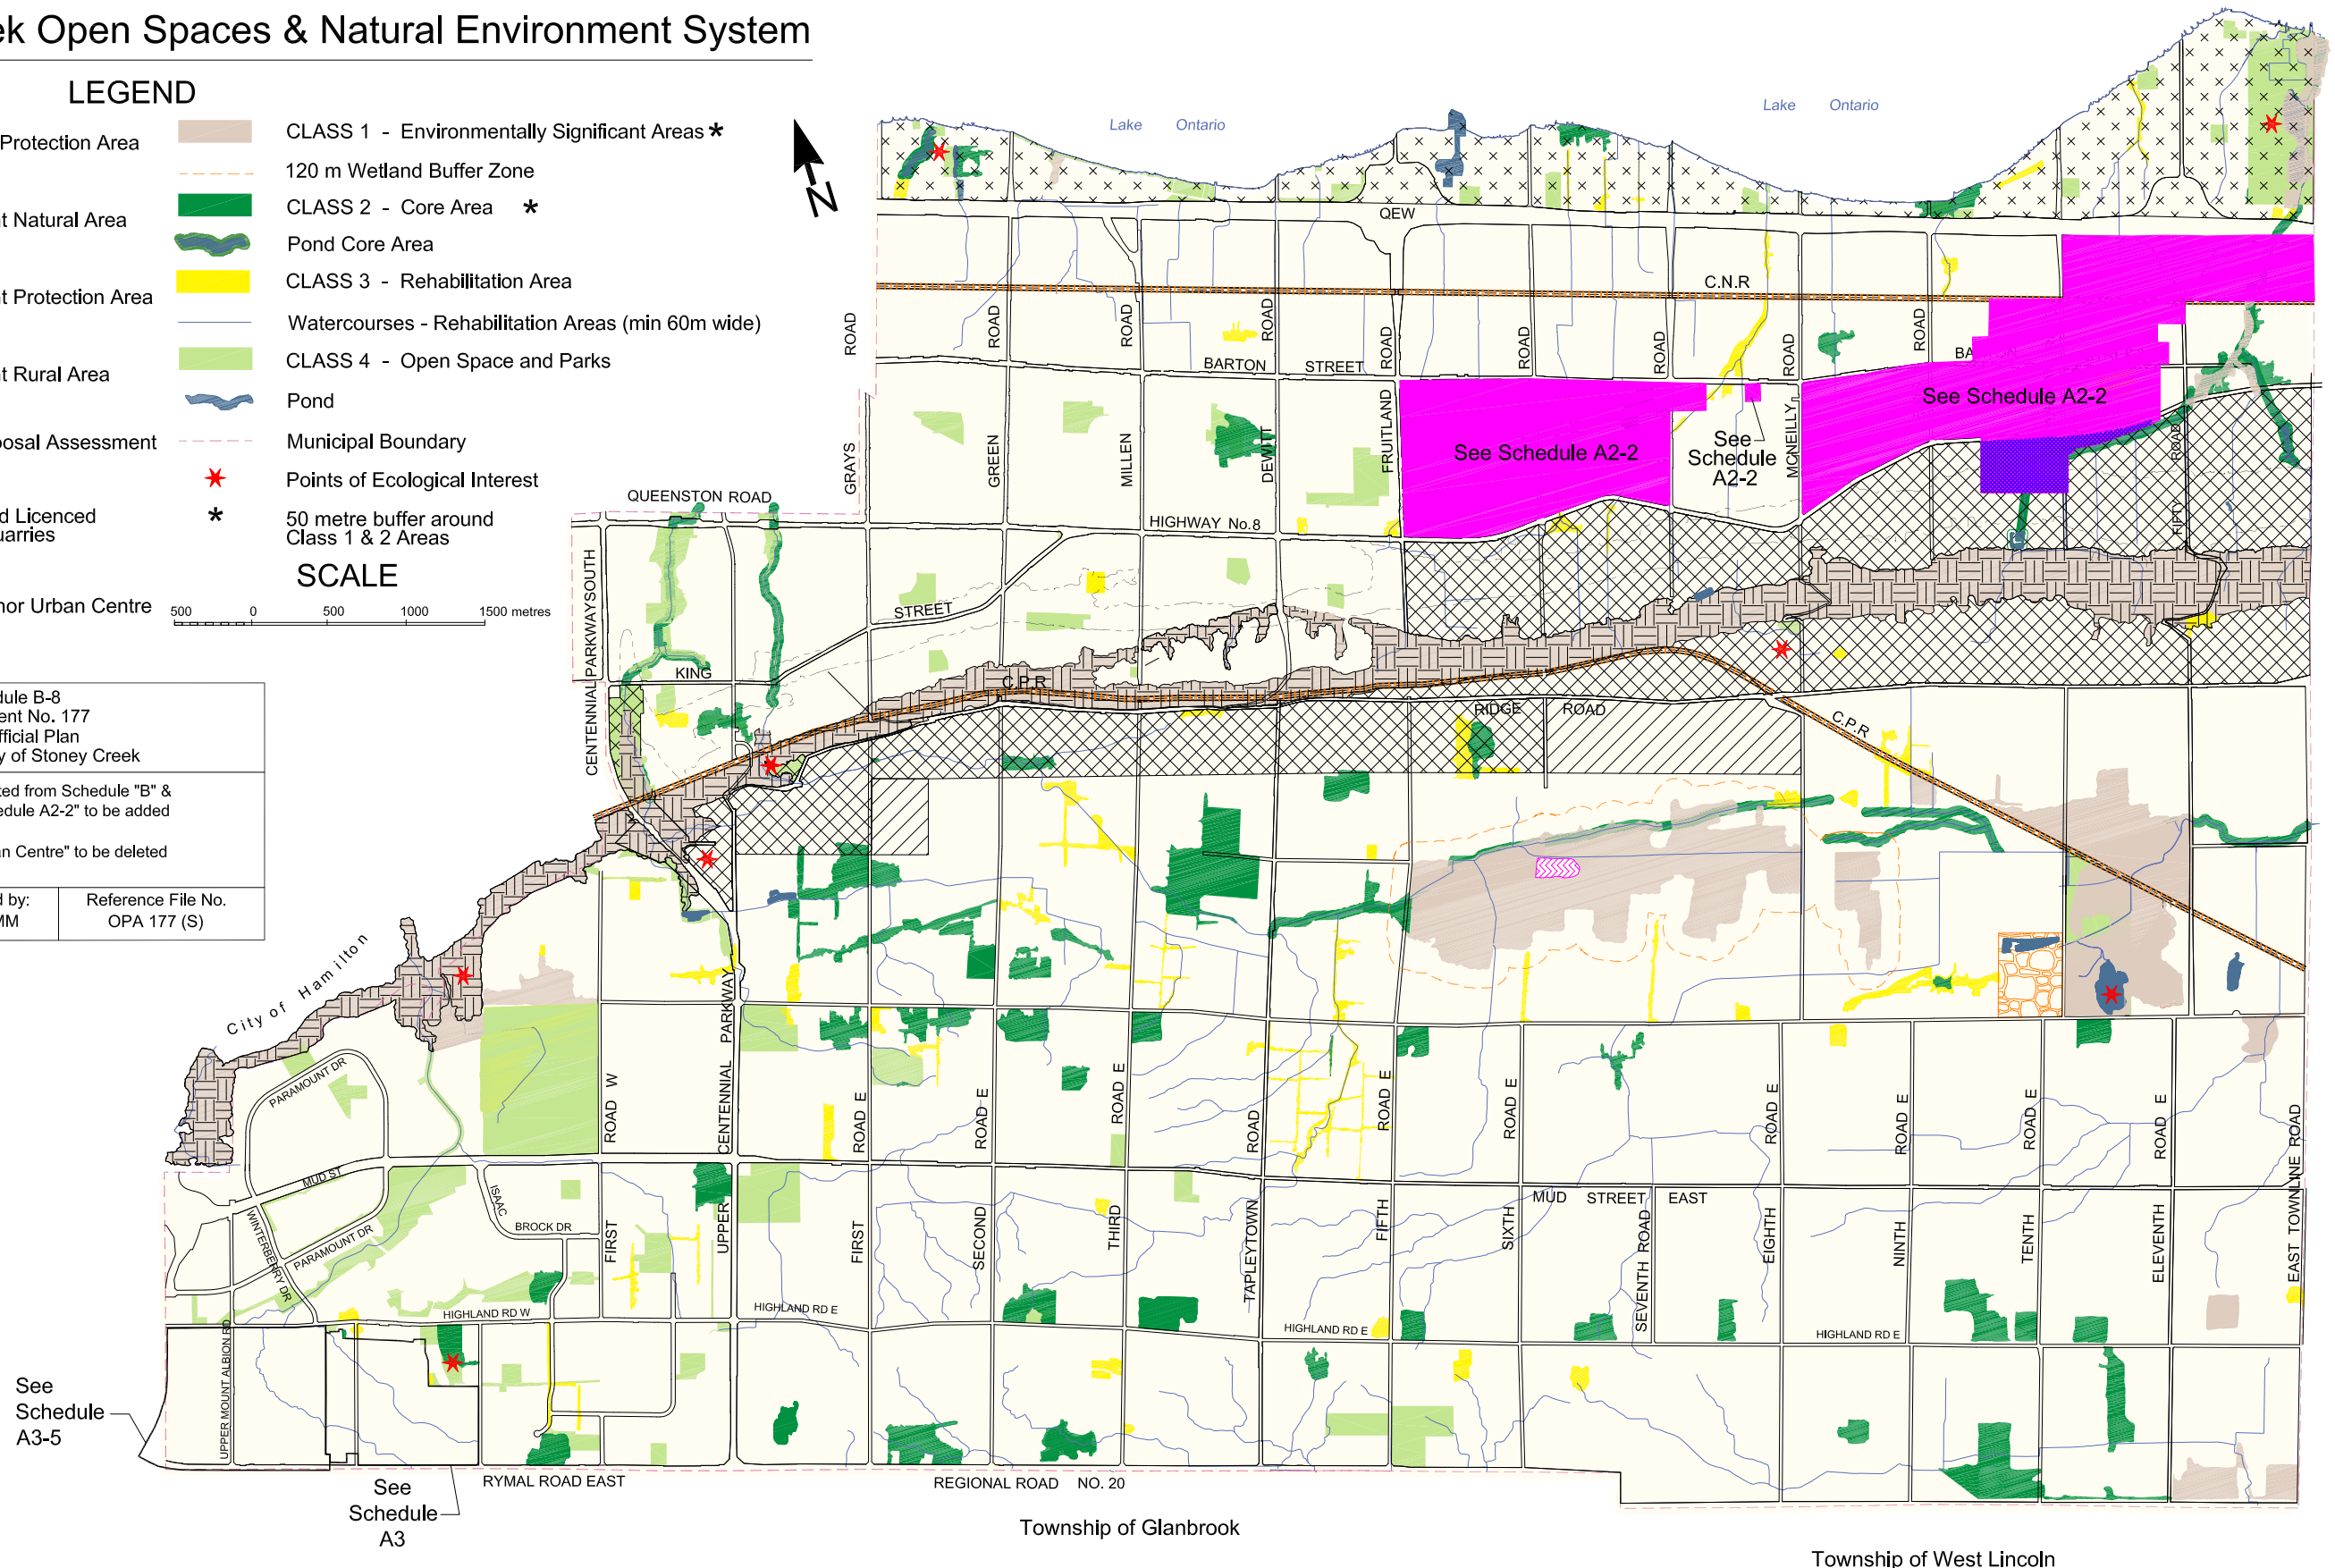 ek Open Spaces & Natural Environment System
LEGEND
Protection Area
t Natural Area
t Protection Area
t Rural Area
osal Assessment
d Licenced
uarries
nor Urban Centre
CLASS 1 - Environmentally Significant Areas *
120 m Wetland Buffer Zone
CLASS 2 - Core Area *
Pond Core Area
CLASS 3 - Rehabilitation Area
Watercourses - Rehabilitation Areas (min 60m wide)
CLASS 4 - Open Space and Parks
Pond
Municipal Boundary
Points of Ecological Interest
* 50 metre buffer around
Class 1 & 2 Areas
SCALE
500 0 500 1000 1500 metres
dule B-8
ent No. 177
fficial Plan
y of Stoney Creek
ted from Schedule "B" &
edule A2-2" to be added
an Centre" to be deleted
d by:
MM
Reference File No.
OPA 177 (S)
N
Lake Ontario
Lake Ontario
QEW
C.N.R
ROAD
ROAD
ROAD
ROAD
ROAD
ROAD
ROAD
ROAD
ROAD
BARTON STREET
BA
GRAYS
GREEN
MILLEN
DEWITT
FRUITLAND
MCNEILLY
FIFTY ROAD
See Schedule A2-2
See
Schedule
A2-2
See Schedule A2-2
QUEENSTON ROAD
HIGHWAY No.8
CENTENNIAL PARKWAY SOUTH
KING
STREET
C.P.R
RIDGE ROAD
C.P.R
City of Hamilton
PARAMOUNT DR
MUD ST
PARAMOUNT DR
WINTERBERRY DR
ISAAC
BROCK DR
FIRST
ROAD W
UPPER
CENTENNIAL PARKWAY
FIRST
ROAD E
SECOND
ROAD E
THIRD
ROAD E
TAPLEYTOWN
ROAD
FIFTH
ROAD E
SIXTH
ROAD E
MUD STREET EAST
SEVENTH ROAD
EIGHTH
ROAD E
NINTH
ROAD E
TENTH
ROAD E
ELEVENTH
ROAD E
EAST TOWNLINE ROAD
HIGHLAND RD W
HIGHLAND RD E
HIGHLAND RD E
HIGHLAND RD E
UPPER MOUNT ALBION RD
See
Schedule
A3-5
See
Schedule
A3
RYMAL ROAD EAST
REGIONAL ROAD NO. 20
Township of Glanbrook
Township of West Lincoln